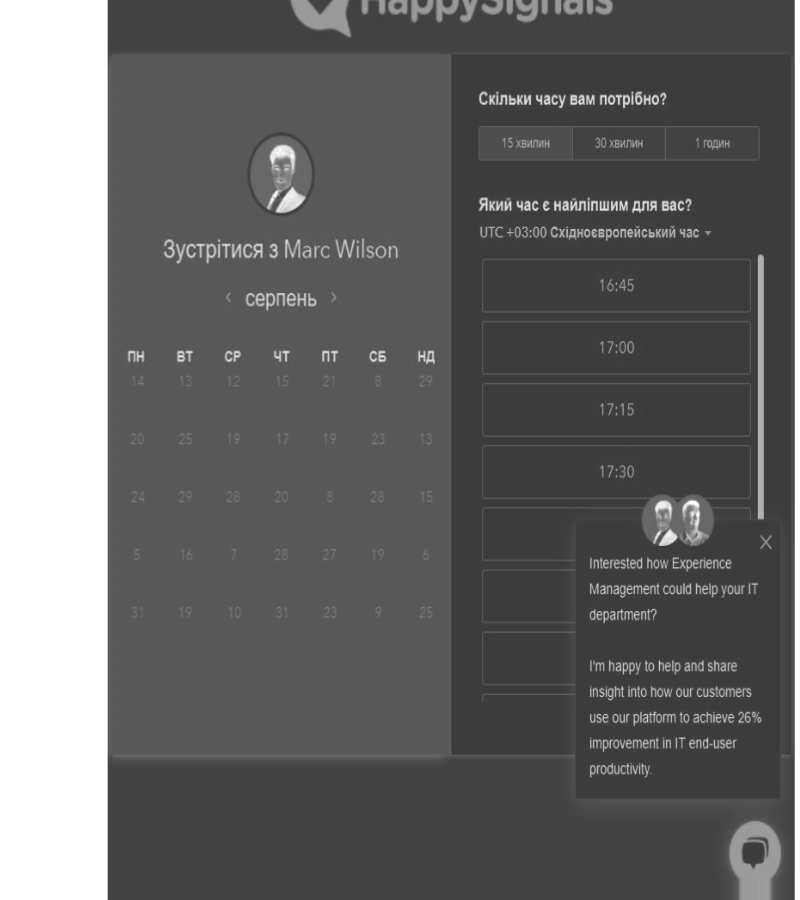 HappySignals
Зустрітися з Marc Wilson
‹ серпень ›
ПН ВТ СР ЧТ ПТ СБ НД
14 13 12 15 21 8 29
20 25 19 17 19 23 13
24 29 28 20 8 28 15
5 16 7 28 27 19 6
31 19 10 31 23 9 25
Скільки часу вам потрібно?
15 хвилин 30 хвилин 1 годин
Який час є найліпшим для вас?
UTC +03:00 Східноєвропейський час
16:45
17:00
17:15
17:30
Interested how Experience
Management could help your IT
department?
I'm happy to help and share
insight into how our customers
use our platform to achieve 26%
improvement in IT end-user
productivity.